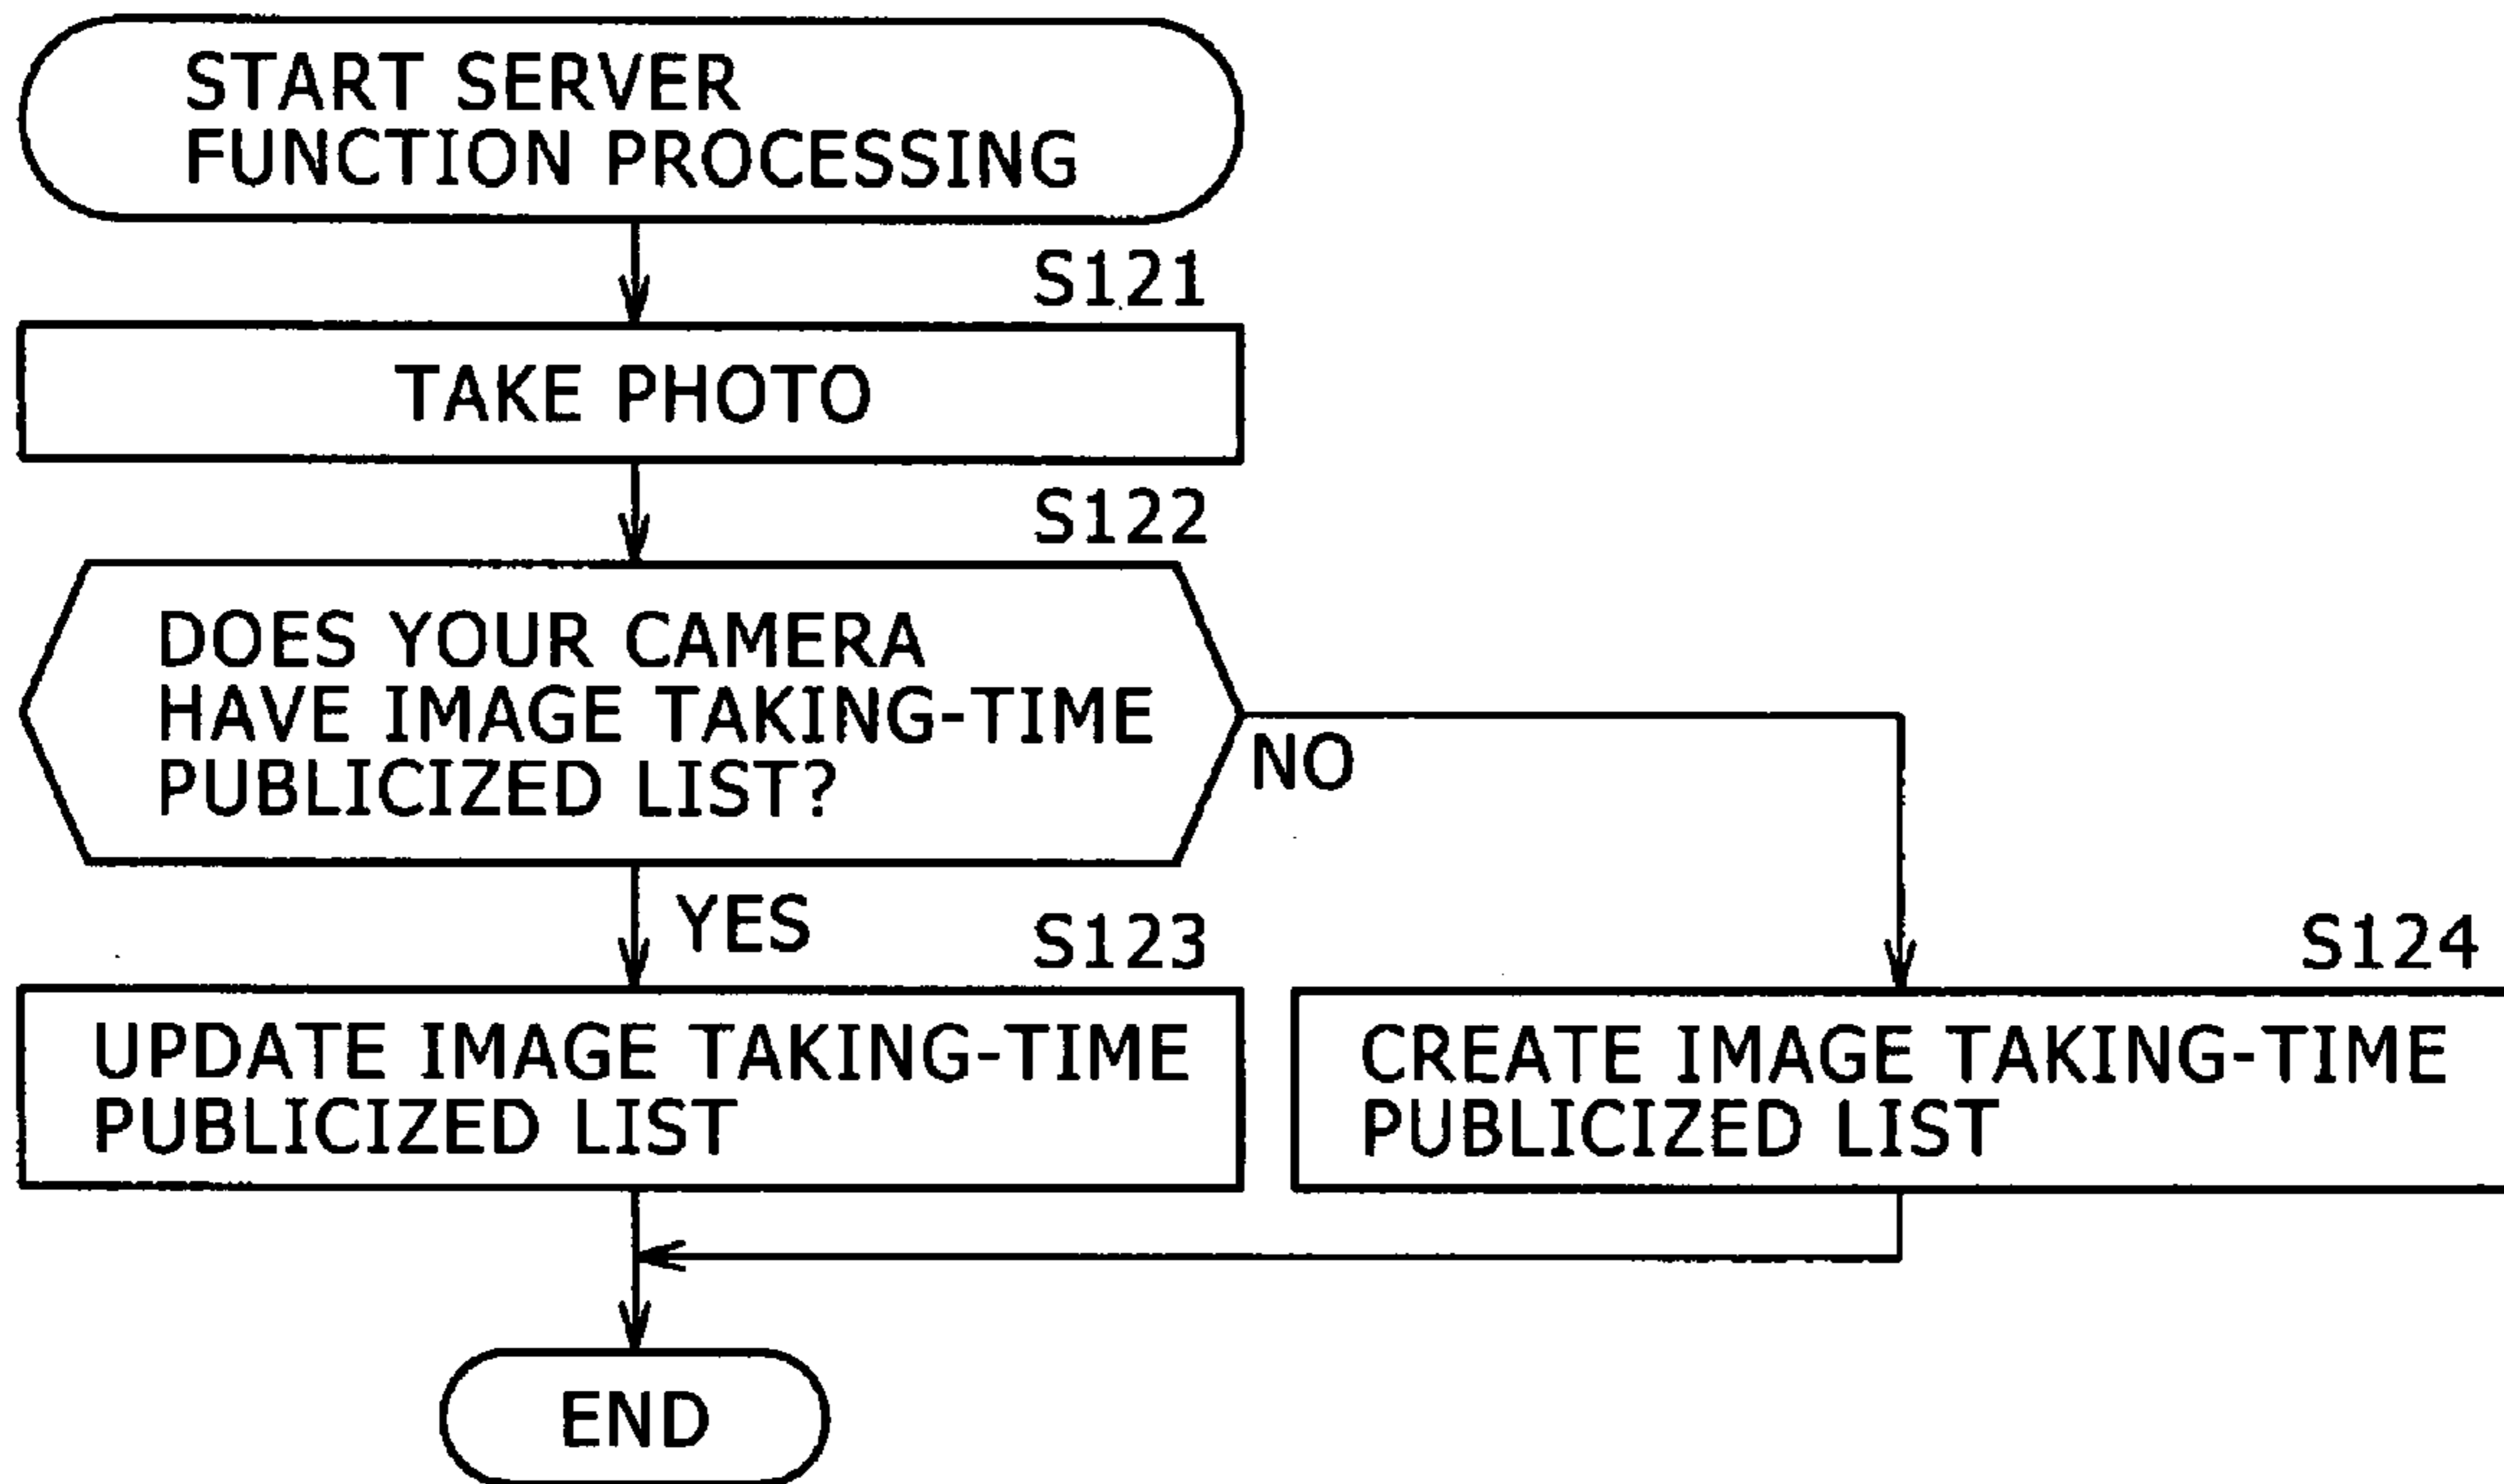 START SERVER
FUNCTION PROCESSING
S121
TAKE PHOTO
S122
DOES YOUR CAMERA
HAVE IMAGE TAKING-TIME
PUBLICIZED LIST?
NO
YES
S123
S124
UPDATE IMAGE TAKING-TIME
PUBLICIZED LIST
CREATE IMAGE TAKING-TIME
PUBLICIZED LIST
END